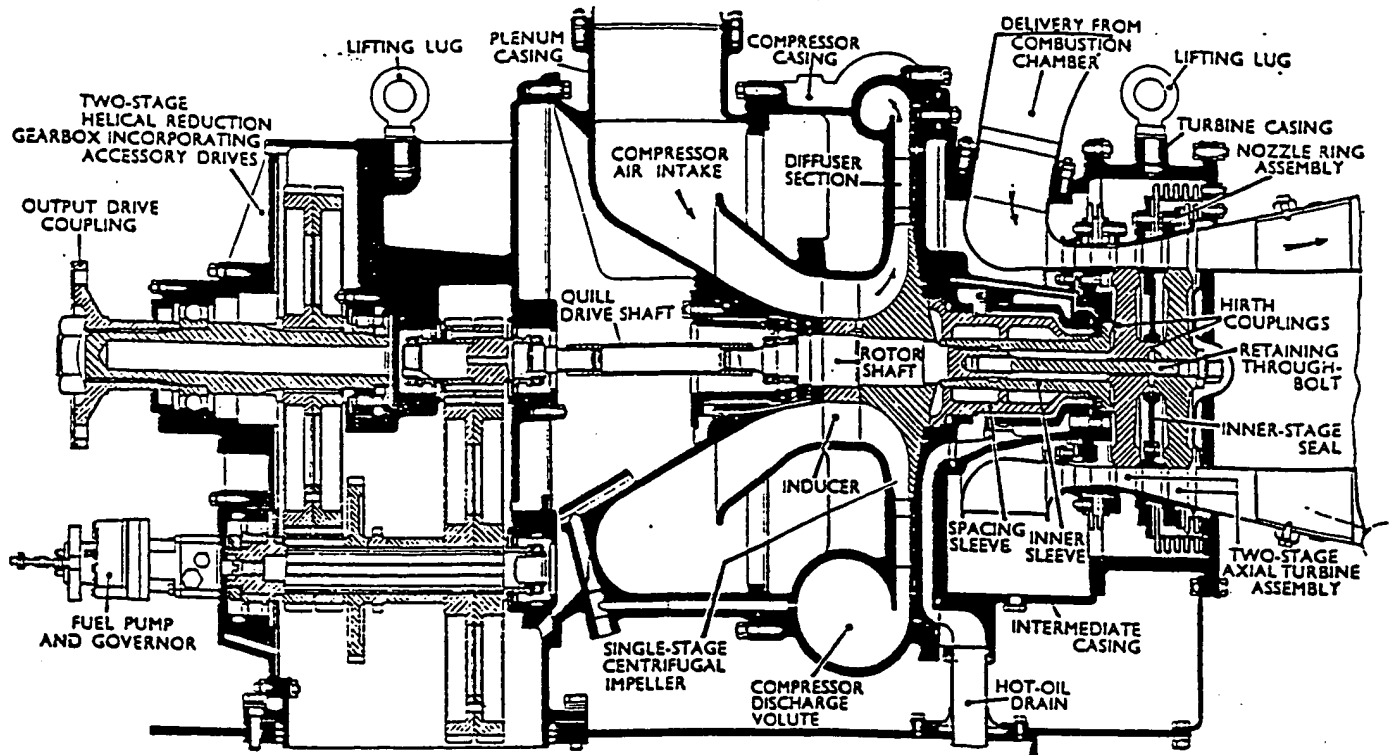 LIFTING LUG
PLENUM
CASING
COMPRESSOR
CASING
DELIVERY FROM
COMBUSTION
CHAMBER
LIFTING LUG
TWO-STAGE
HELICAL REDUCTION
GEARBOX INCORPORATING
ACCESSORY DRIVES
TURBINE CASING
NOZZLE RING
ASSEMBLY
COMPRESSOR
AIR INTAKE
DIFFUSER
SECTION
OUTPUT DRIVE
COUPLING
QUILL
DRIVE SHAFT
ROTOR
SHAFT
HIRTH
COUPLINGS
RETAINING
THROUGH-
BOLT
INNER-STAGE
SEAL
INDUCER
SPACING
SLEEVE
INNER
SLEEVE
TWO-STAGE
AXIAL TURBINE
ASSEMBLY
FUEL PUMP
AND GOVERNOR
SINGLE-STAGE
CENTRIFUGAL
IMPELLER
COMPRESSOR
DISCHARGE
VOLUTE
HOT-OIL
DRAIN
INTERMEDIATE
CASING